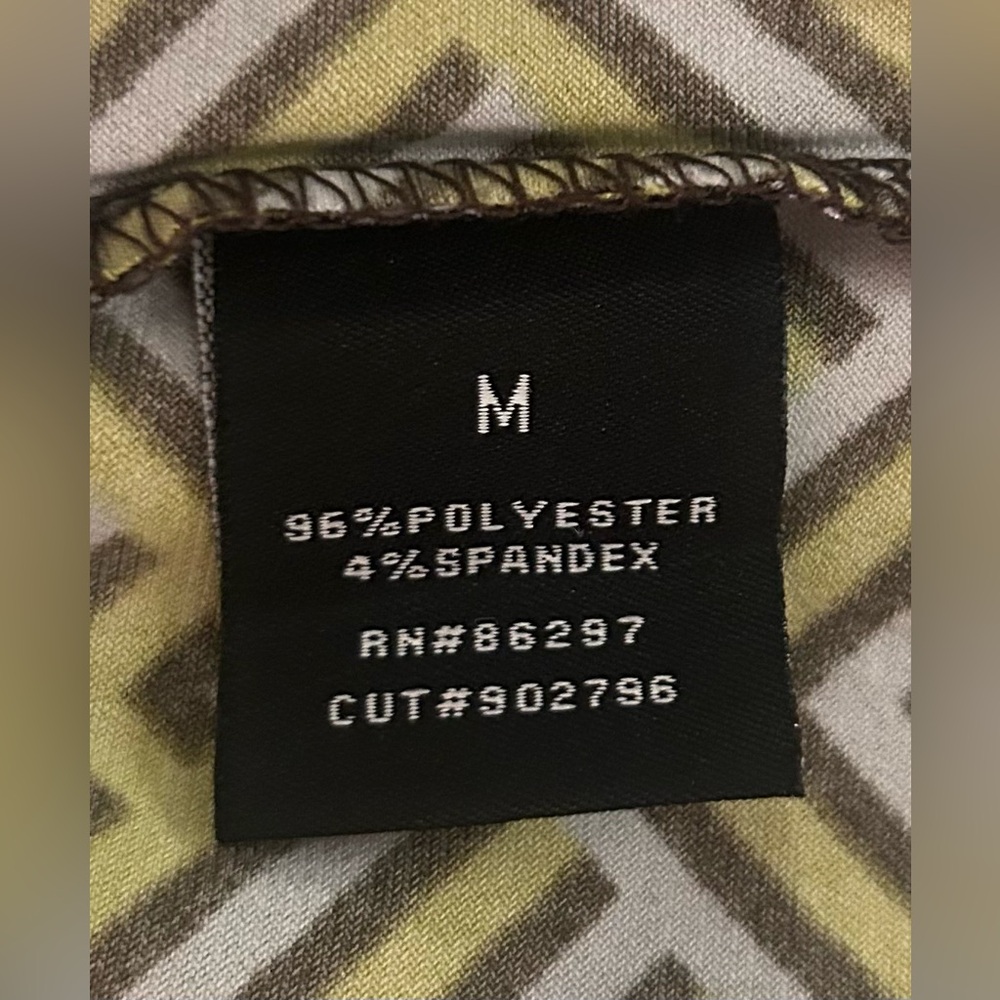 M
96%POLYESTER
4%SPANDEX
RN#86297
CUT#902796